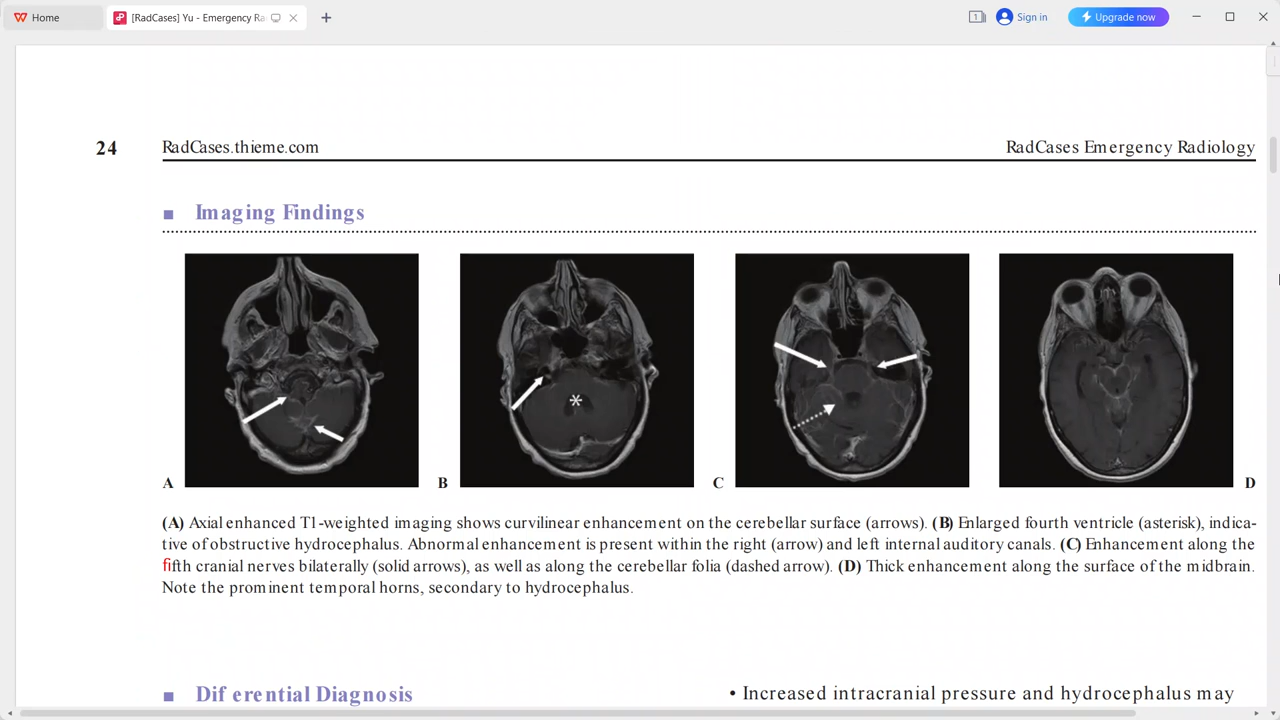 Home
[RadCases] Yu - Emergency Ra
1
Sign in
Upgrade now
24
RadCases.thieme.com
RadCases Emergency Radiology
Imaging Findings
A
B
C
D
(A) Axial enhanced T1-weighted imaging shows curvilinear enhancement on the cerebellar surface (arrows). (B) Enlarged fourth ventricle (asterisk), indica-
tive of obstructive hydrocephalus. Abnormal enhancement is present within the right (arrow) and left internal auditory canals. (C) Enhancement along the
fifth cranial nerves bilaterally (solid arrows), as well as along the cerebellar folia (dashed arrow). (D) Thick enhancement along the surface of the midbrain.
Note the prominent temporal horns, secondary to hydrocephalus.
Dif erential Diagnosis
• Increased intracranial pressure and hydrocephalus may